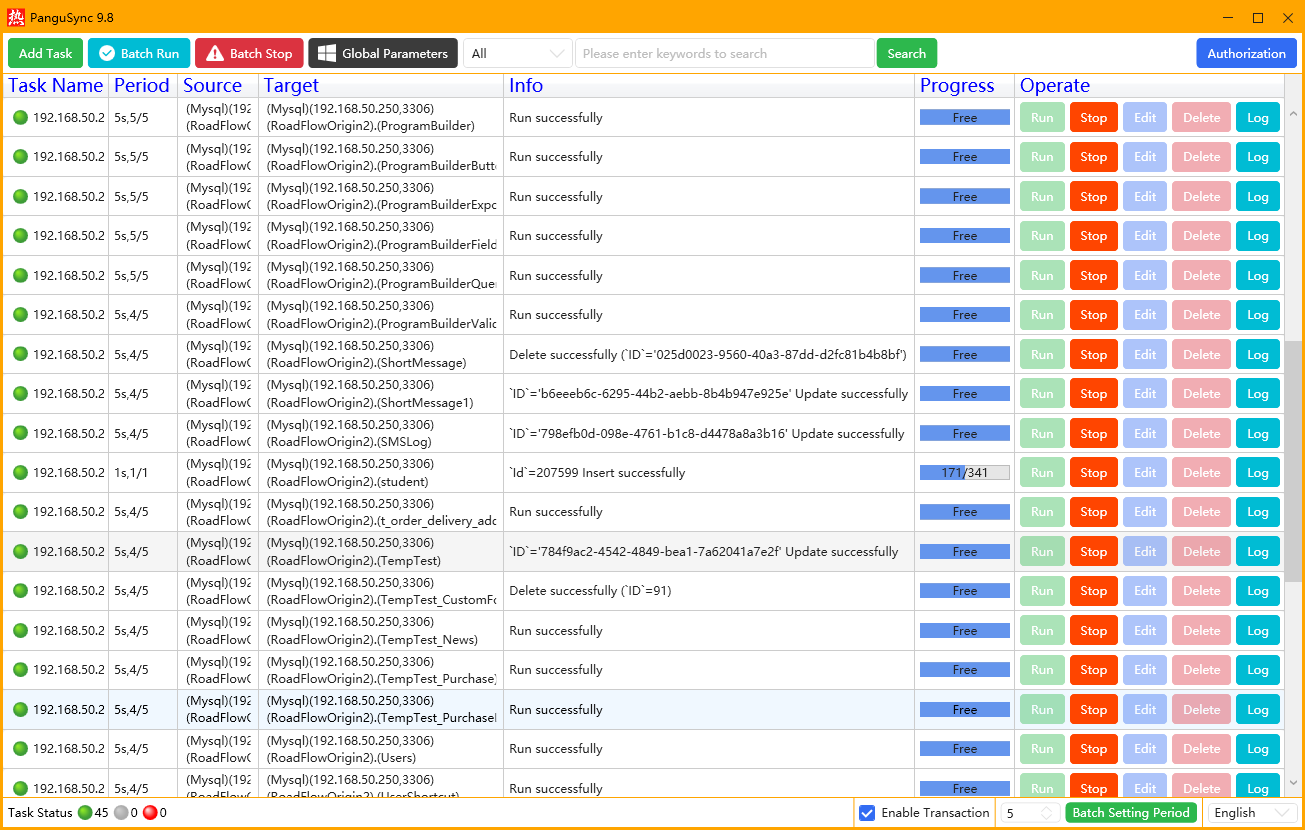 热 PanguSync 9.8
Add Task Batch Run Batch Stop Global Parameters All Please enter keywords to search Search Authorization
Task Name Period Source Target Info Progress Operate
192.168.50.2 5s,5/5 (Mysql)(192 (Mysql)(192.168.50.250,3306) Run successfully Free Run Stop Edit Delete Log
(RoadFlowO (RoadFlowOrigin2).(ProgramBuilder)
192.168.50.2 5s,5/5 (Mysql)(192 (Mysql)(192.168.50.250,3306) Run successfully Free Run Stop Edit Delete Log
(RoadFlowO (RoadFlowOrigin2).(ProgramBuilderButt
192.168.50.2 5s,5/5 (Mysql)(192 (Mysql)(192.168.50.250,3306) Run successfully Free Run Stop Edit Delete Log
(RoadFlowO (RoadFlowOrigin2).(ProgramBuilderExpo
192.168.50.2 5s,5/5 (Mysql)(192 (Mysql)(192.168.50.250,3306) Run successfully Free Run Stop Edit Delete Log
(RoadFlowO (RoadFlowOrigin2).(ProgramBuilderField
192.168.50.2 5s,5/5 (Mysql)(192 (Mysql)(192.168.50.250,3306) Run successfully Free Run Stop Edit Delete Log
(RoadFlowO (RoadFlowOrigin2).(ProgramBuilderQue
192.168.50.2 5s,4/5 (Mysql)(192 (Mysql)(192.168.50.250,3306) Run successfully Free Run Stop Edit Delete Log
(RoadFlowO (RoadFlowOrigin2).(ProgramBuilderValic
192.168.50.2 5s,4/5 (Mysql)(192 (Mysql)(192.168.50.250,3306) Delete successfully (`ID`='025d0023-9560-40a3-87dd-d2fc81b4b8bf') Free Run Stop Edit Delete Log
(RoadFlowO (RoadFlowOrigin2).(ShortMessage)
192.168.50.2 5s,4/5 (Mysql)(192 (Mysql)(192.168.50.250,3306) `ID`='b6eeeb6c-6295-44b2-aebb-8b4b947e925e' Update successfully Free Run Stop Edit Delete Log
(RoadFlowO (RoadFlowOrigin2).(ShortMessage1)
192.168.50.2 5s,4/5 (Mysql)(192 (Mysql)(192.168.50.250,3306) `ID`='798efb0d-098e-4761-b1c8-d4478a8a3b16' Update successfully Free Run Stop Edit Delete Log
(RoadFlowO (RoadFlowOrigin2).(SMSLog)
192.168.50.2 1s,1/1 (Mysql)(192 (Mysql)(192.168.50.250,3306) `Id`=207599 Insert successfully 171/341 Run Stop Edit Delete Log
(RoadFlowO (RoadFlowOrigin2).(student)
192.168.50.2 5s,4/5 (Mysql)(192 (Mysql)(192.168.50.250,3306) Run successfully Free Run Stop Edit Delete Log
(RoadFlowO (RoadFlowOrigin2).(t_order_delivery_adc
192.168.50.2 5s,4/5 (Mysql)(192 (Mysql)(192.168.50.250,3306) `ID`='784f9ac2-4542-4849-bea1-7a62041a7e2f' Update successfully Free Run Stop Edit Delete Log
(RoadFlowO (RoadFlowOrigin2).(TempTest)
192.168.50.2 5s,4/5 (Mysql)(192 (Mysql)(192.168.50.250,3306) Delete successfully (`ID`=91) Free Run Stop Edit Delete Log
(RoadFlowO (RoadFlowOrigin2).(TempTest_CustomFo
192.168.50.2 5s,4/5 (Mysql)(192 (Mysql)(192.168.50.250,3306) Run successfully Free Run Stop Edit Delete Log
(RoadFlowO (RoadFlowOrigin2).(TempTest_News)
192.168.50.2 5s,4/5 (Mysql)(192 (Mysql)(192.168.50.250,3306) Run successfully Free Run Stop Edit Delete Log
(RoadFlowO (RoadFlowOrigin2).(TempTest_Purchase)
192.168.50.2 5s,4/5 (Mysql)(192 (Mysql)(192.168.50.250,3306) Run successfully Free Run Stop Edit Delete Log
(RoadFlowO (RoadFlowOrigin2).(TempTest_Purchasel
192.168.50.2 5s,4/5 (Mysql)(192 (Mysql)(192.168.50.250,3306) Run successfully Free Run Stop Edit Delete Log
(RoadFlowO (RoadFlowOrigin2).(Users)
192.168.50.2 5s,4/5 (Mysql)(192 (Mysql)(192.168.50.250,3306) Run successfully Free Run Stop Edit Delete Log
(RoadFlowO (RoadFlowOrigin2).(UserShortcut)
Task Status 45 0 0 Enable Transaction 5 Batch Setting Period English